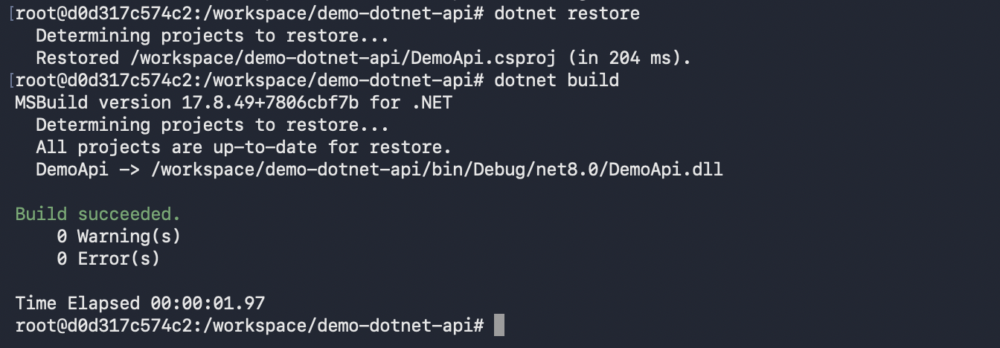 [root@d0d317c574c2:/workspace/demo-dotnet-api# dotnet restore
  Determining projects to restore...
  Restored /workspace/demo-dotnet-api/DemoApi.csproj (in 204 ms).
[root@d0d317c574c2:/workspace/demo-dotnet-api# dotnet build
MSBuild version 17.8.49+7806cbf7b for .NET
  Determining projects to restore...
  All projects are up-to-date for restore.
  DemoApi -> /workspace/demo-dotnet-api/bin/Debug/net8.0/DemoApi.dll

Build succeeded.
    0 Warning(s)
    0 Error(s)

Time Elapsed 00:00:01.97
root@d0d317c574c2:/workspace/demo-dotnet-api#